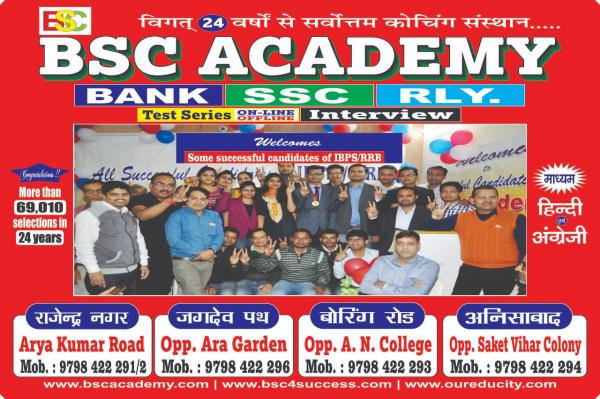 BSC
विगत् 24 वर्षों से सर्वोत्तम कोचिंग संस्थान.....
BSC ACADEMY
BANK SSC RLY.
Test Series ON-LINE OFFLINE Interview
Welcomes
Some successful candidates of IBPS/RRB
All Successful
Congratulations !!
More than
69,010
selections in
24 years
माध्यम
हिन्दी
एवं
अंग्रेजी
राजेन्द्र नगर
Arya Kumar Road
Mob. : 9798 422 291/2
जगदेव पथ
Opp. Ara Garden
Mob. : 9798 422 296
बोरिंग रोड
Opp. A. N. College
Mob. : 9798 422 293
अनिसाबाद
Opp. Saket Vihar Colony
Mob. : 9798 422 294
www.bscacademy.com | www.bsc4success.com | www.oureducity.com